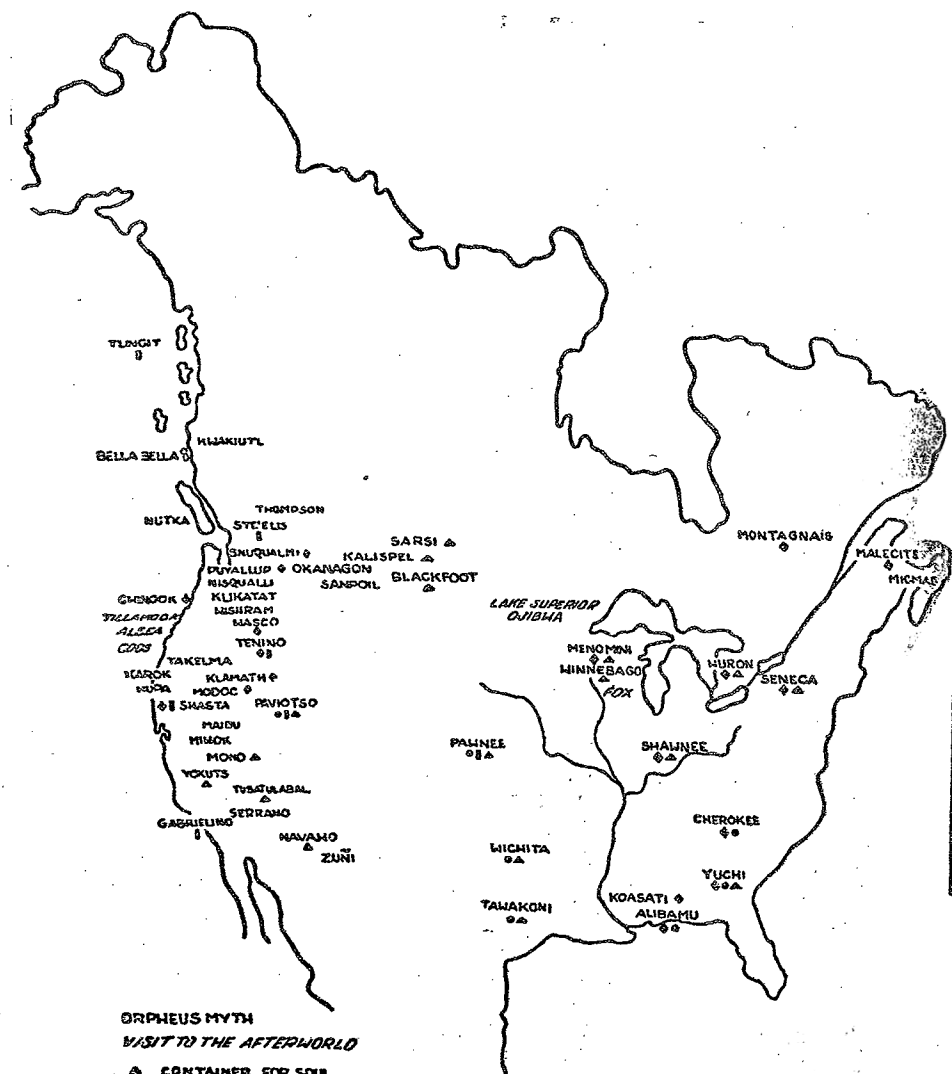 TLINGIT
KWAKIUTL
BELLA BELLA
THOMPSON
NUTKA
STE'ELIS
SARSI
MONTAGNAIS
SNUQUALMI
KALISPEL
MALECITE
PUYALLUP
OKANAGON
NISQUALLI
SANPOIL
BLACKFOOT
MICMAC
CHINOOK
KLIKATAT
LAKE SUPERIOR
OJIBWA
TILLAMOOK
WISHRAM
ALSEA
WASCO
COOS
TENINO
MENOMINI
TAKELMA
HURON
KAROK
KLAMATH
WINNEBAGO
SENECA
HUPA
MODOC
FOX
SHASTA
PAVIOTSO
MAIDU
MIWOK
PAWNEE
SHAWNEE
MONO
YOKUTS
TUBATULABAL
SERRANO
GABRIELINO
CHEROKEE
NAVAHO
ZUÑI
WICHITA
YUCHI
KOASATI
TAWAKONI
ALIBAMU
ORPHEUS MYTH
VISIT TO THE AFTERWORLD
CONTAINER FOR SOUL